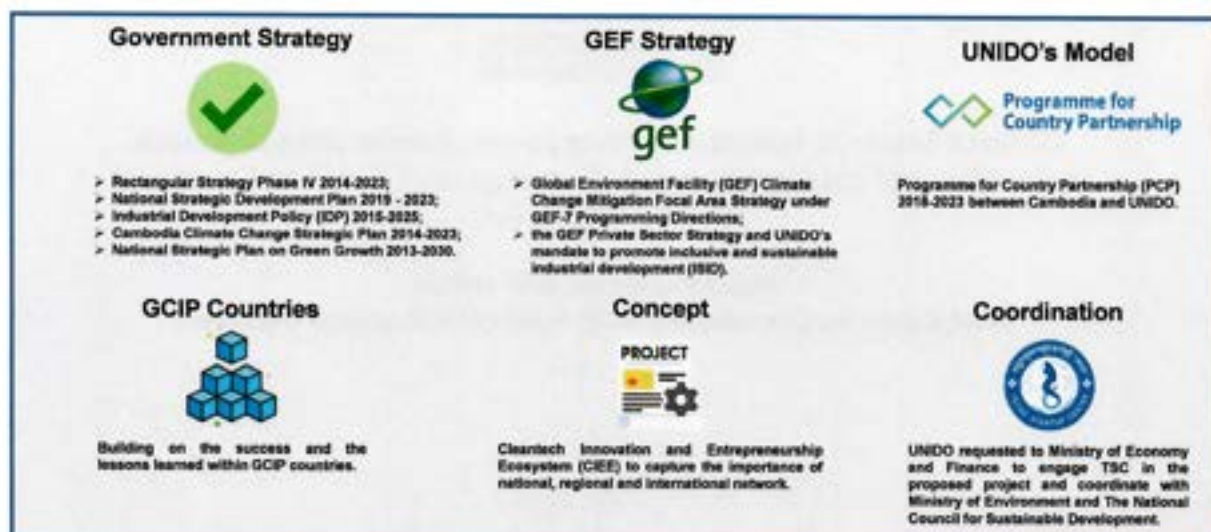 Government Strategy
➢ Rectangular Strategy Phase IV 2014-2023;
➢ National Strategic Development Plan 2019 - 2023;
➢ Industrial Development Policy (IDP) 2015-2025;
➢ Cambodia Climate Change Strategic Plan 2014-2023;
➢ National Strategic Plan on Green Growth 2013-2030.
GEF Strategy
gef
➢ Global Environment Facility (GEF) Climate
Change Mitigation Focal Area Strategy under
GEF-7 Programming Directions;
➢ the GEF Private Sector Strategy and UNIDO's
mandate to promote inclusive and sustainable
industrial development (ISID).
UNIDO's Model
Programme for
Country Partnership
Programme for Country Partnership (PCP)
2018-2023 between Cambodia and UNIDO.
GCIP Countries
Building on the success and the
lessons learned within GCIP countries.
Concept
PROJECT
Cleantech Innovation and Entrepreneurship
Ecosystem (CIEE) to capture the importance of
national, regional and international network.
Coordination
UNIDO requested to Ministry of Economy
and Finance to engage TSC in the
proposed project and coordinate with
Ministry of Environment and The National
Council for Sustainable Development.